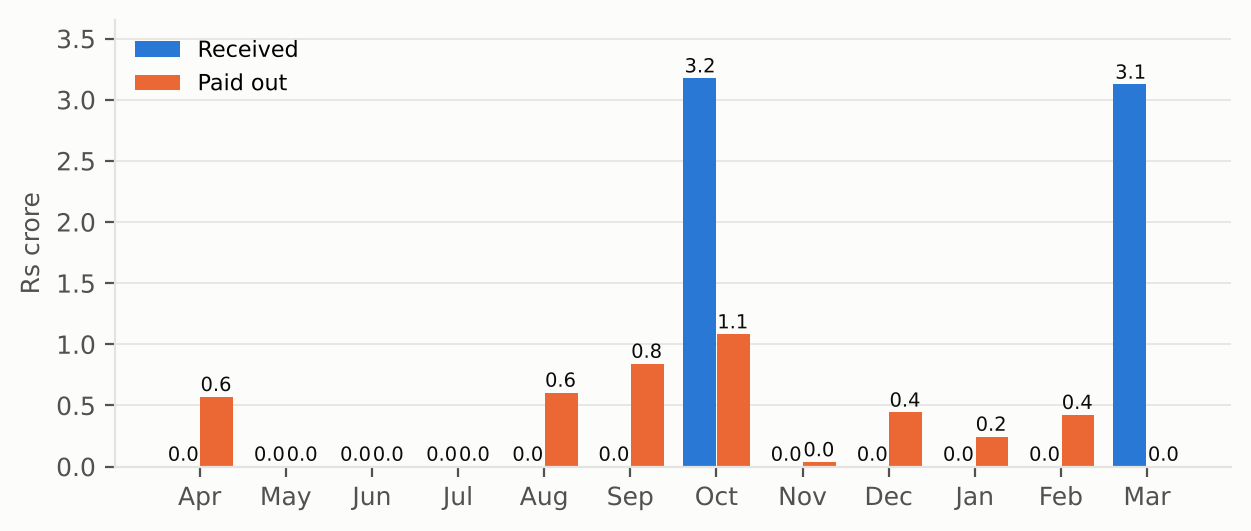 Received
Paid out
Rs crore
3.5
3.0
2.5
2.0
1.5
1.0
0.5
0.0
0.0 0.6 0.0 0.0 0.0 0.0 0.0 0.0 0.0 0.6 0.0 0.8 3.2 1.1 0.0 0.0 0.0 0.4 0.0 0.2 0.0 0.4 3.1 0.0
Apr May Jun Jul Aug Sep Oct Nov Dec Jan Feb Mar